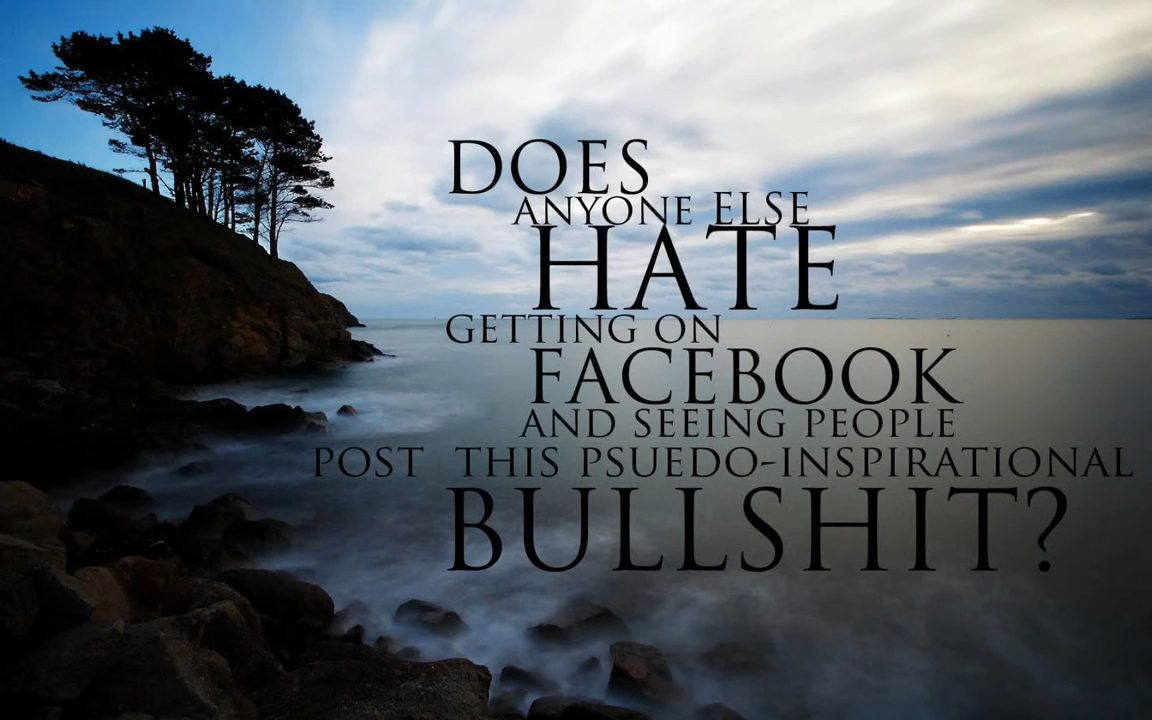 DOES
ANYONE ELSE
HATE
GETTING ON
FACEBOOK
AND SEEING PEOPLE
POST THIS PSUEDO-INSPIRATIONAL
BULLSHIT?